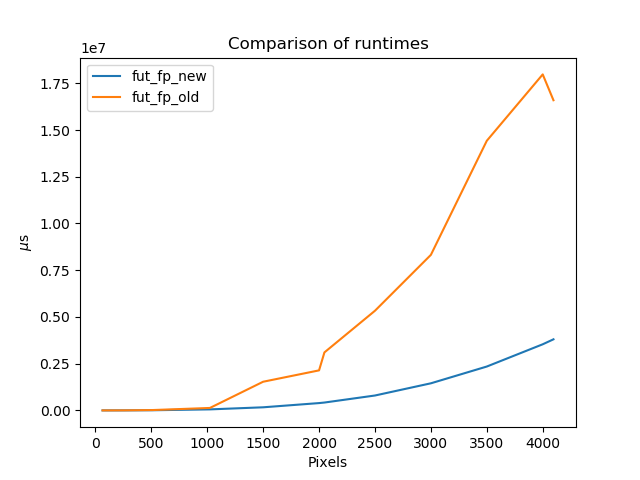 Comparison of runtimes
1e7
fut_fp_new
fut_fp_old
1.75
1.50
1.25
1.00
0.75
0.50
0.25
0.00
μs
0 500 1000 1500 2000 2500 3000 3500 4000
Pixels